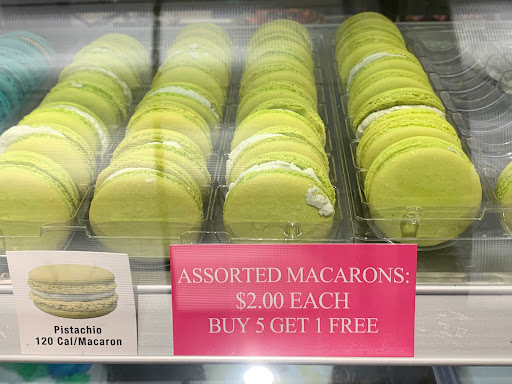 Pistachio
120 Cal/Macaron
ASSORTED MACARONS:
$2.00 EACH
BUY 5 GET 1 FREE